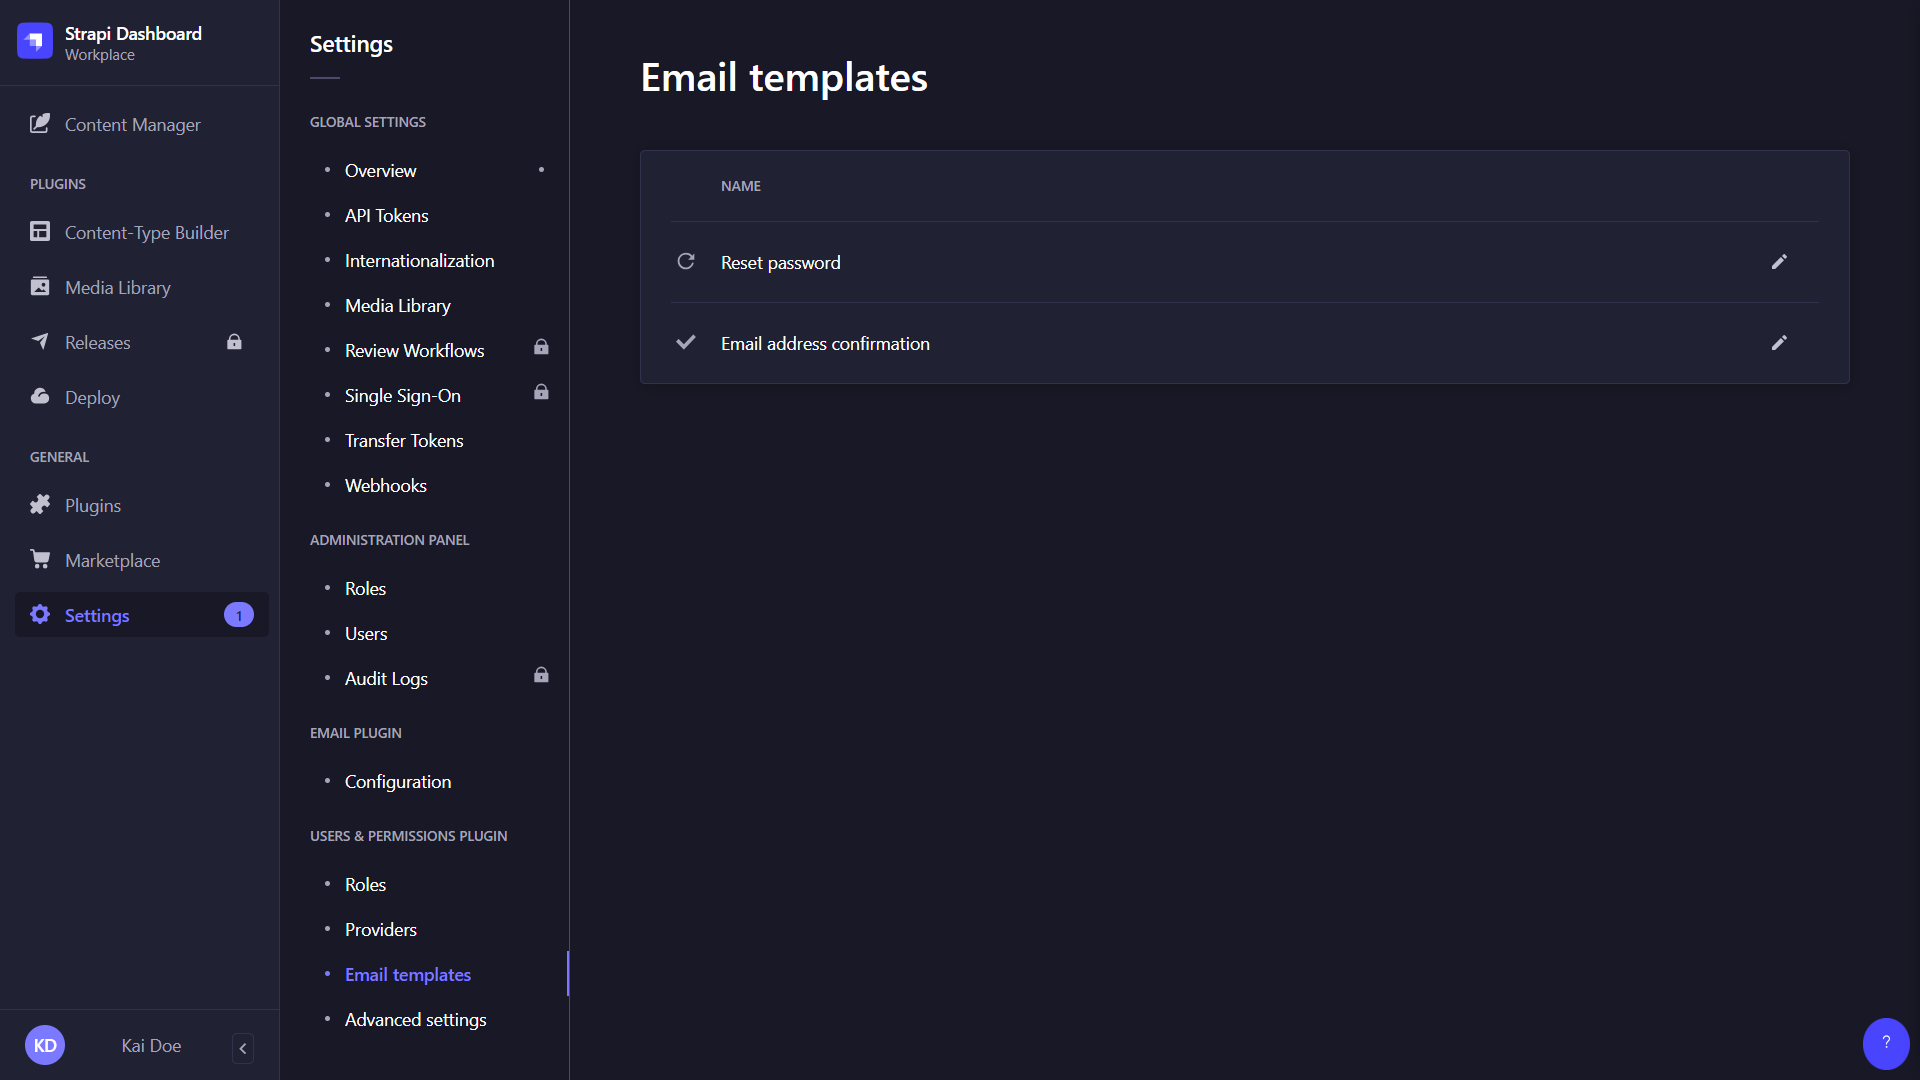 Strapi Dashboard
Workplace
Content Manager
PLUGINS
Content-Type Builder
Media Library
Releases
Deploy
GENERAL
Plugins
Marketplace
Settings
1
KD
Kai Doe
Settings
GLOBAL SETTINGS
Overview
API Tokens
Internationalization
Media Library
Review Workflows
Single Sign-On
Transfer Tokens
Webhooks
ADMINISTRATION PANEL
Roles
Users
Audit Logs
EMAIL PLUGIN
Configuration
USERS & PERMISSIONS PLUGIN
Roles
Providers
Email templates
Advanced settings
Email templates
NAME
Reset password
Email address confirmation
?